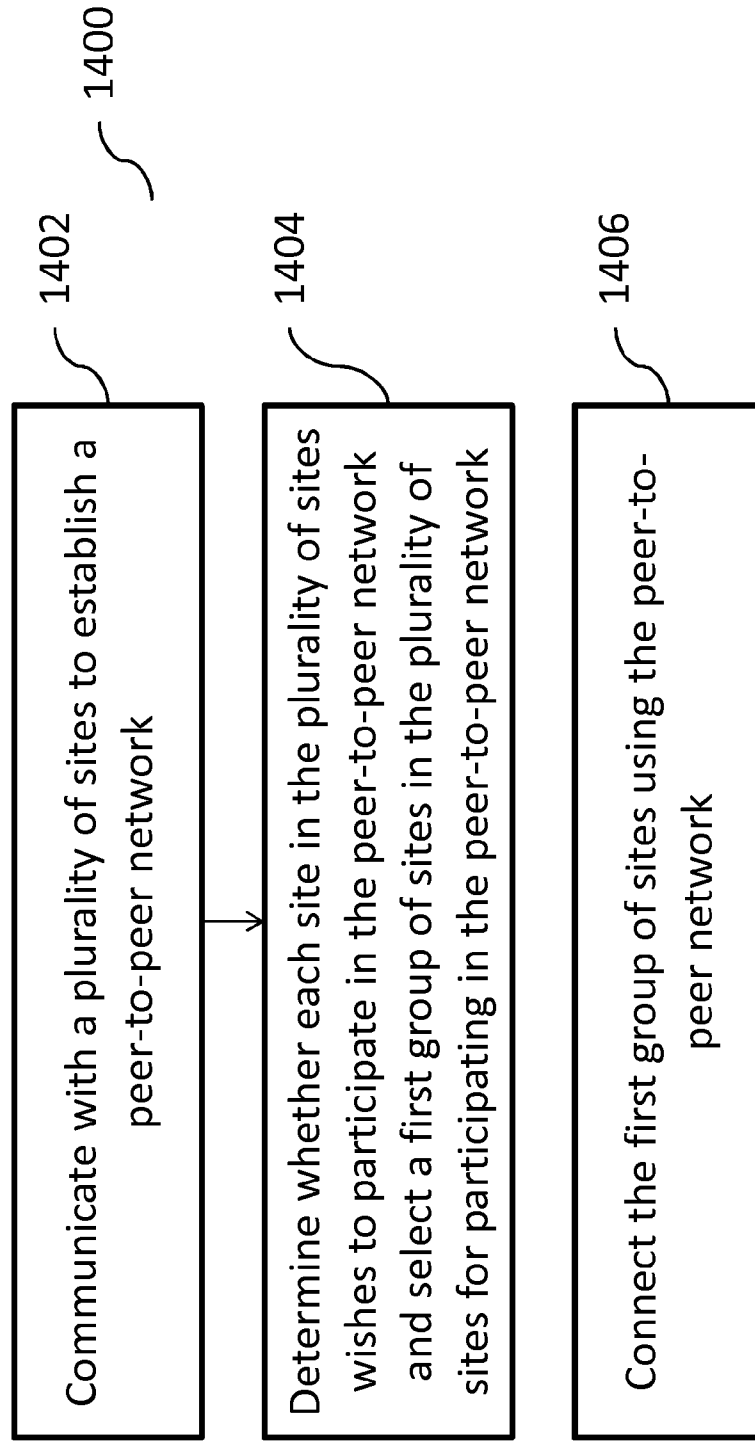 1400
1402
Communicate with a plurality of sites to establish a
peer-to-peer network
1404
Determine whether each site in the plurality of sites
wishes to participate in the peer-to-peer network
and select a first group of sites in the plurality of
sites for participating in the peer-to-peer network
1406
Connect the first group of sites using the peer-to-
peer network